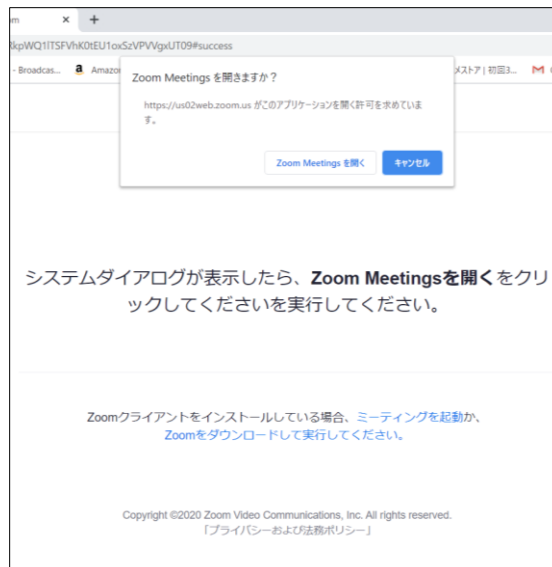 om × +
kpWQ1lTSFVhK0tEU1oxSzVPVVgxUT09#success
- Broadcas... a Amazo メストア | 初回3... M
Zoom Meetings を開きますか？
https://us02web.zoom.us がこのアプリケーションを開く許可を求めていま
す。
Zoom Meetings を開く キャンセル
システムダイアログが表示したら、Zoom Meetingsを開くをクリ
ックしてくださいを実行してください。
Zoomクライアントをインストールしている場合、ミーティングを起動か、
Zoomをダウンロードして実行してください。
Copyright ©2020 Zoom Video Communications, Inc. All rights reserved.
「プライバシーおよび法務ポリシー」